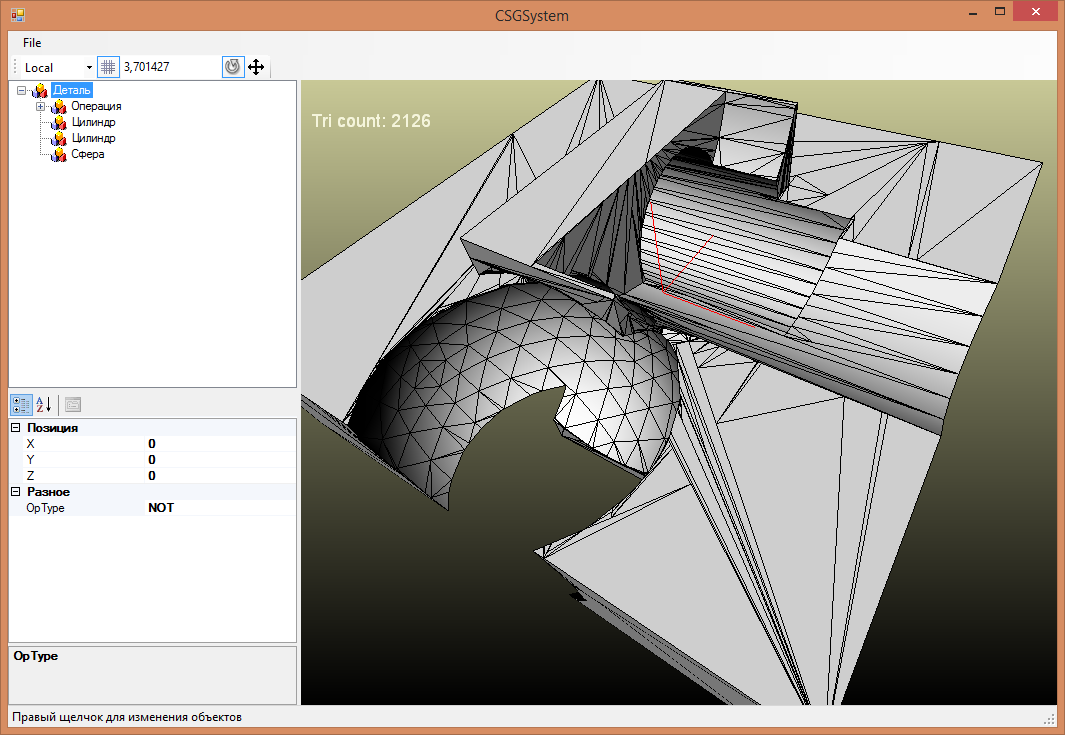 CSGSystem
File
Local 3,701427
Деталь
Операция
Цилиндр
Цилиндр
Сфера
Tri count: 2126
A
Z
Позиция
X 0
Y 0
Z 0
Разное
OpType NOT
OpType
Правый щелчок для изменения объектов